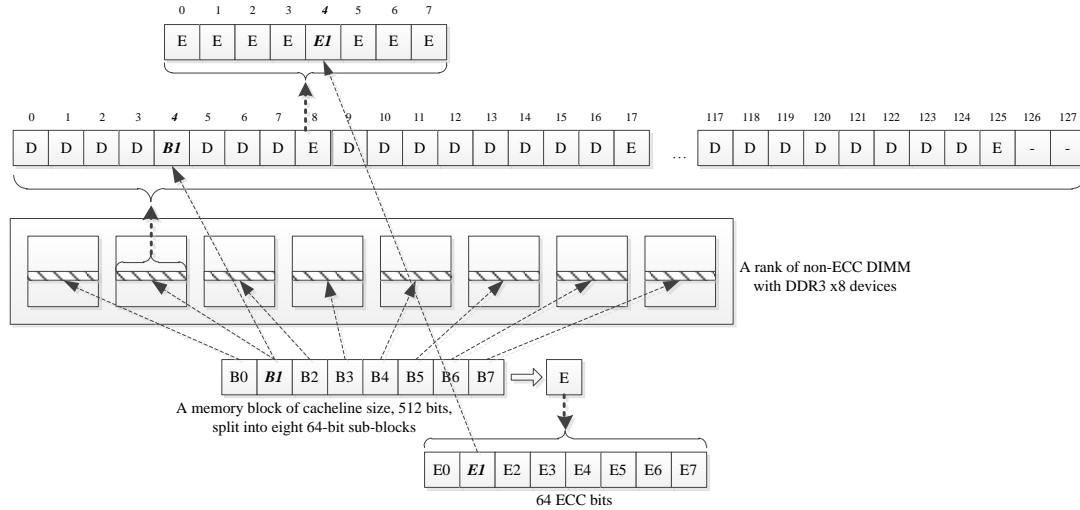 0 1 2 3 4 5 6 7
E E E E E1 E E E
0 1 2 3 4 5 6 7 8 9 10 11 12 13 14 15 16 17 117 118 119 120 121 122 123 124 125 126 127
D D D D B1 D D D E D D D D D D D D E ... D D D D D D D D E - -
A rank of non-ECC DIMM
with DDR3 x8 devices
B0 B1 B2 B3 B4 B5 B6 B7 E
A memory block of cacheline size, 512 bits,
split into eight 64-bit sub-blocks
E0 E1 E2 E3 E4 E5 E6 E7
64 ECC bits